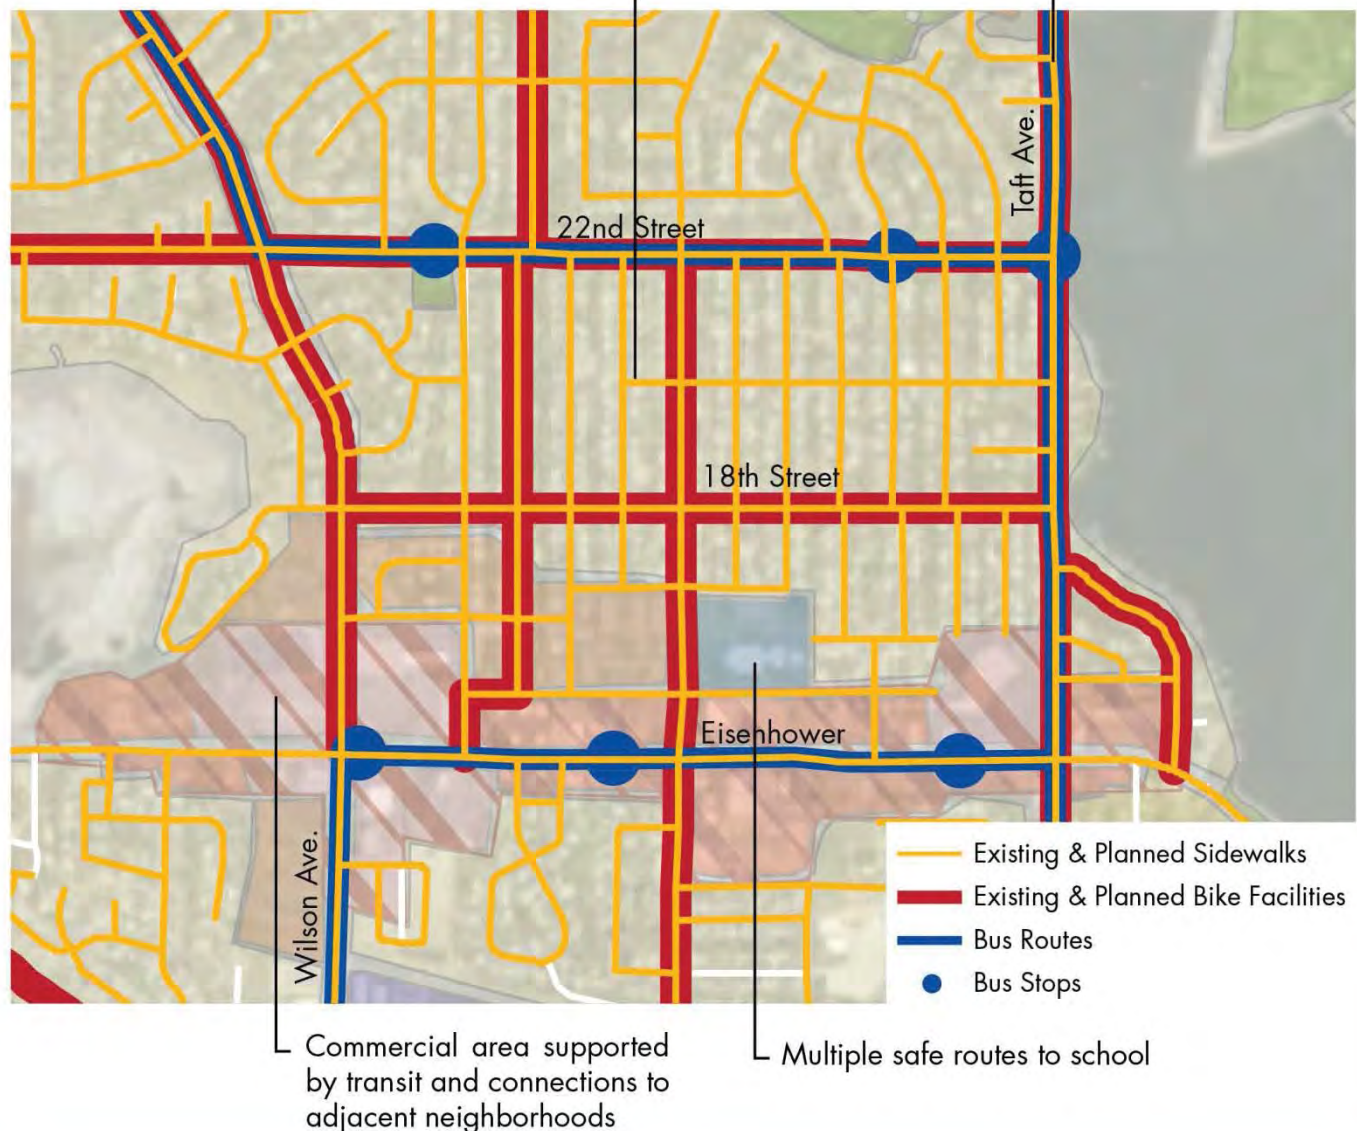 Taft Ave.
22nd Street
18th Street
Eisenhower
Wilson Ave.
Existing & Planned Sidewalks
Existing & Planned Bike Facilities
Bus Routes
Bus Stops
Commercial area supported
by transit and connections to
adjacent neighborhoods
Multiple safe routes to school